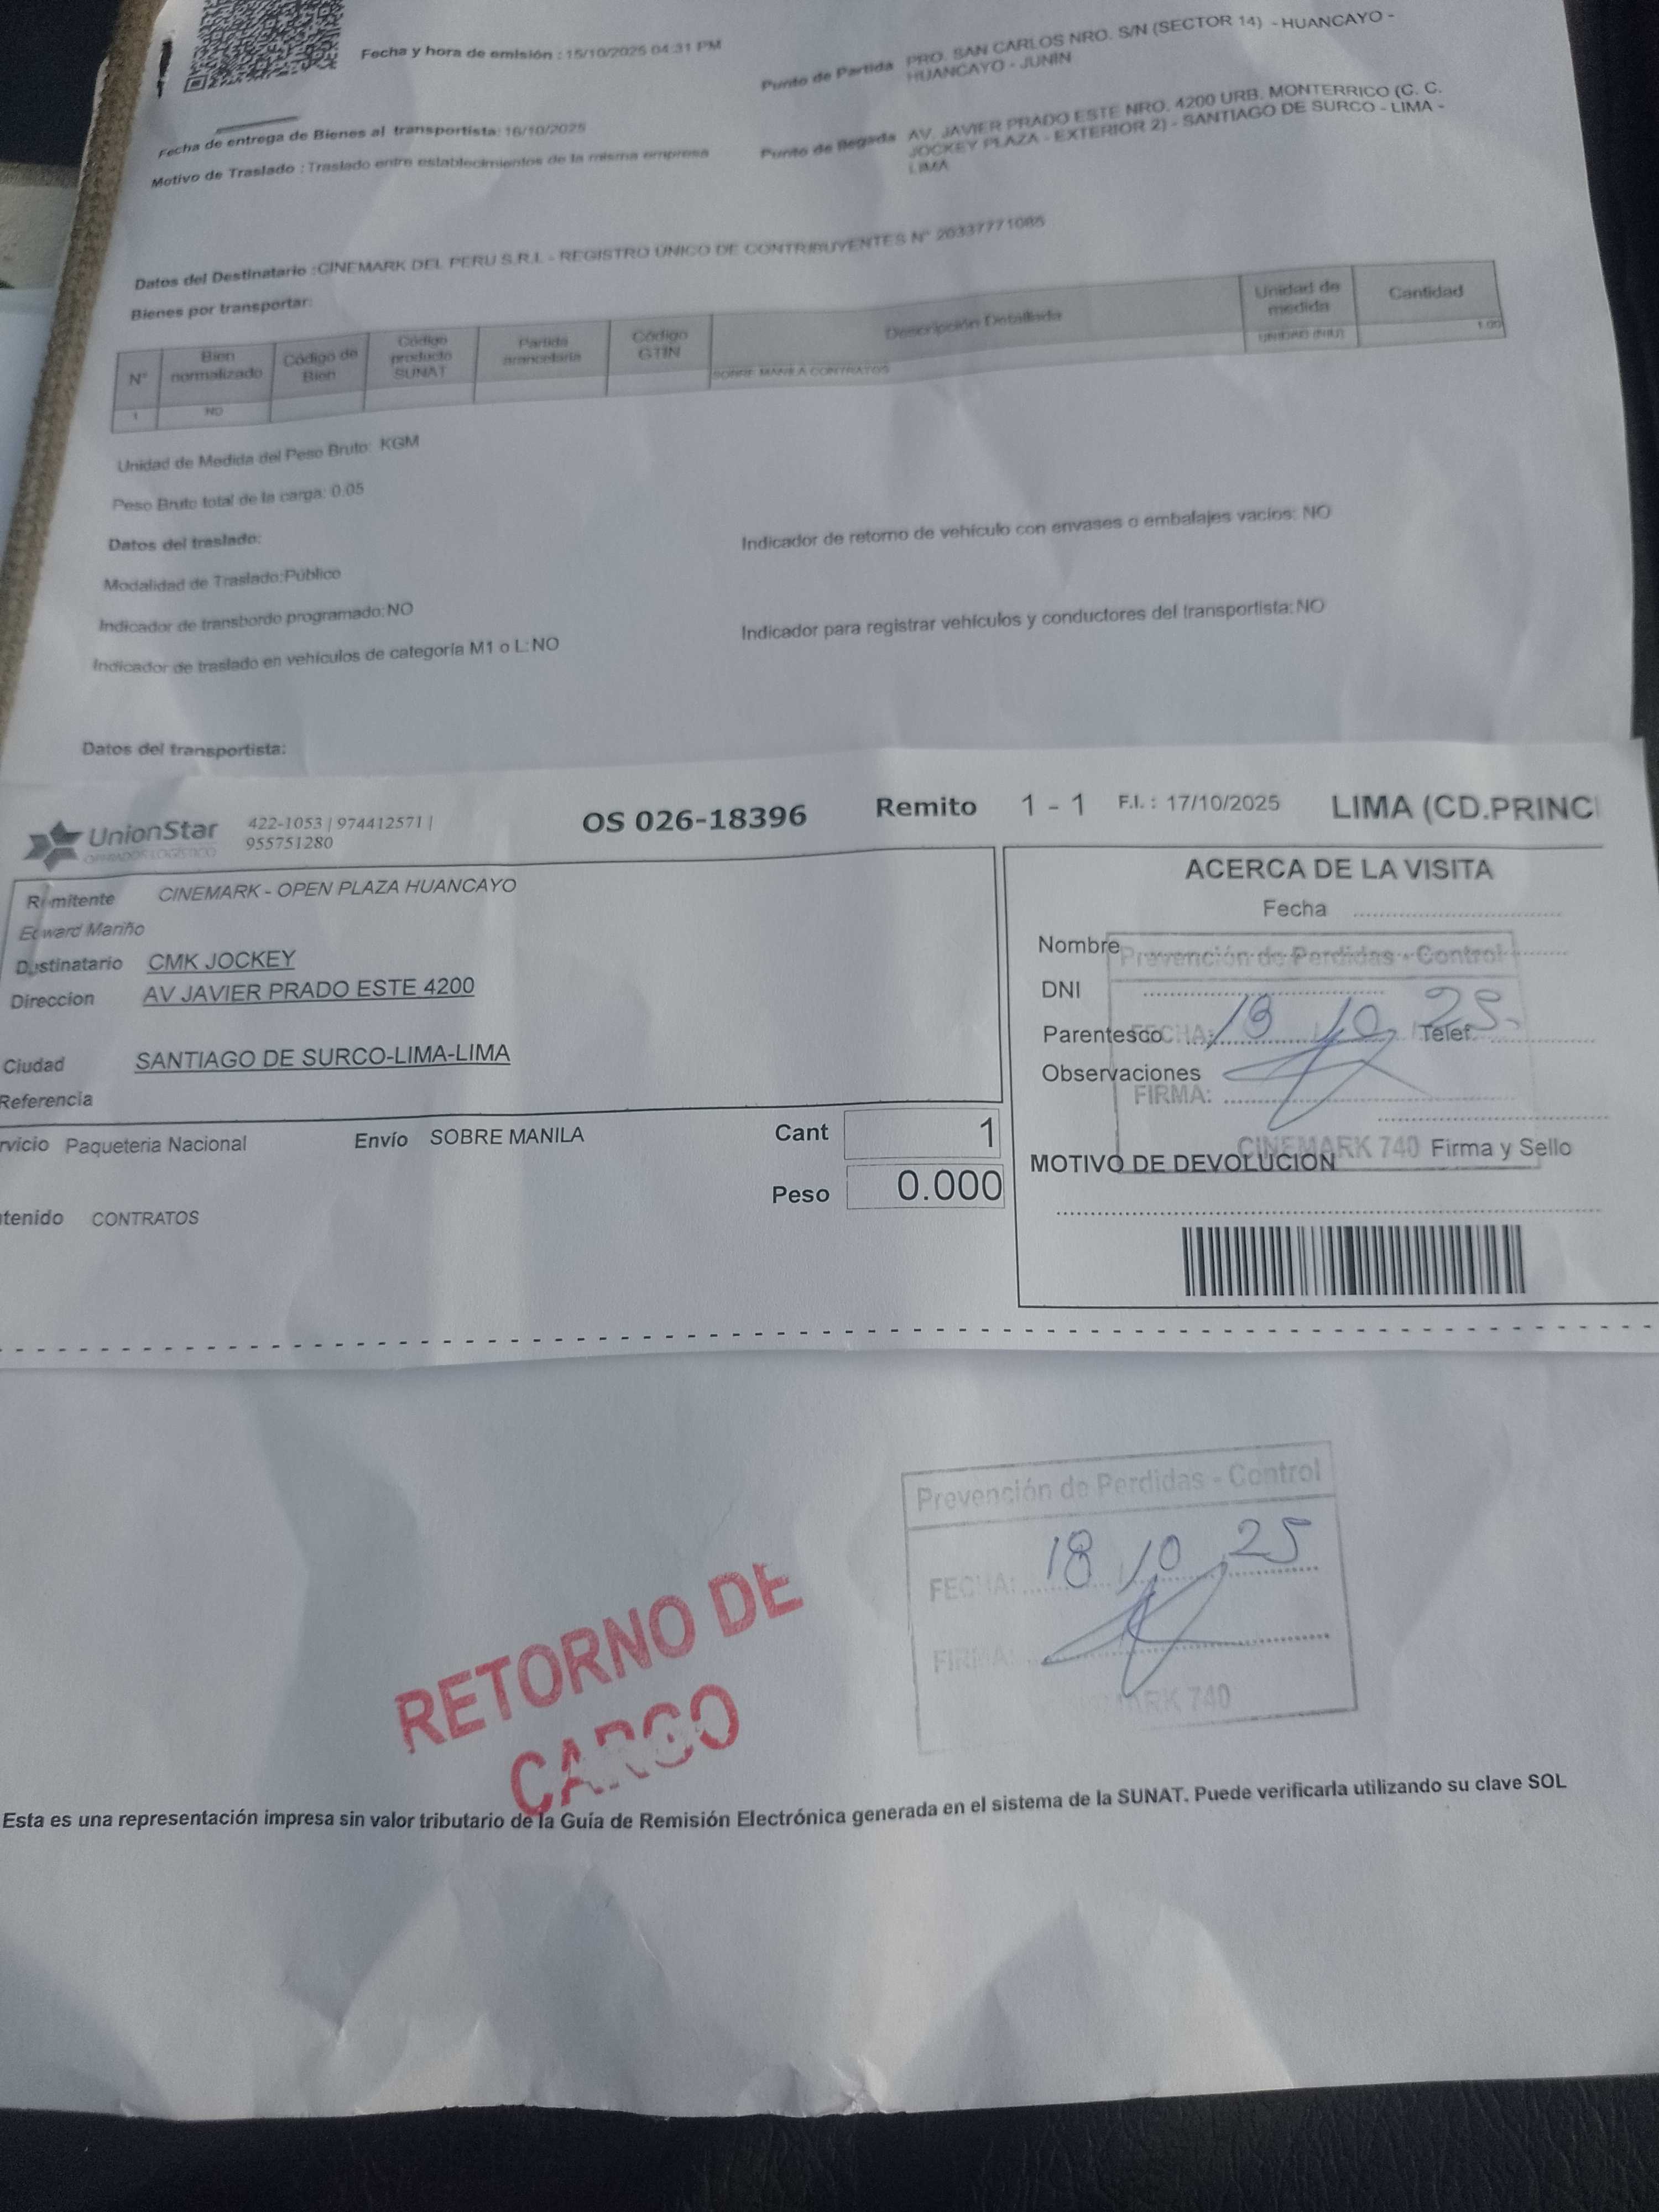 Fecha y hora de emisión : 15/10/2025 04:31 PM
Punto de Partida PRO. SAN CARLOS NRO. S/N (SECTOR 14) - HUANCAYO -
HUANCAYO - JUNIN
Fecha de entrega de Bienes al transportista: 16/10/2025
Punto de llegada AV. JAVIER PRADO ESTE NRO. 4200 URB. MONTERRICO (C. C.
JOCKEY PLAZA - EXTERIOR 2) - SANTIAGO DE SURCO - LIMA -
LIMA
Motivo de Traslado : Traslado entre establecimientos de la misma empresa
Datos del Destinatario : CINEMARK DEL PERU S.R.L - REGISTRO ÚNICO DE CONTRIBUYENTES N° 20337771085
Bienes por transportar:
N° Bien normalizado Código de Bien Código producto SUNAT Partida arancelaria Código GTIN Descripción Detallada Unidad de medida Cantidad
1 NO SOBRE MANILA CONTRATOS UNIDAD (NIU) 1.00
Unidad de Medida del Peso Bruto: KGM
Peso Bruto total de la carga: 0.05
Datos del traslado:
Indicador de retorno de vehículo con envases o embalajes vacíos: NO
Modalidad de Traslado:Público
Indicador de transbordo programado:NO
Indicador para registrar vehículos y conductores del transportista:NO
Indicador de traslado en vehículos de categoría M1 o L:NO
Datos del transportista:
UnionStar
OPERADOR LOGÍSTICO
422-1053 | 974412571 |
955751280
OS 026-18396
Remito 1 - 1 F.I. : 17/10/2025 LIMA (CD.PRINCI
Remitente CINEMARK - OPEN PLAZA HUANCAYO
Edward Mariño
Destinatario CMK JOCKEY
Direccion AV JAVIER PRADO ESTE 4200
Ciudad SANTIAGO DE SURCO-LIMA-LIMA
Referencia
rvicio Paqueteria Nacional Envío SOBRE MANILA Cant 1
Peso 0.000
tenido CONTRATOS
ACERCA DE LA VISITA
Fecha
Nombre
DNI
Parentesco Telef.
Observaciones
Firma y Sello
MOTIVO DE DEVOLUCION
Prevención de Perdidas - Control
FECHA: 18 10 25
FIRMA:
CINEMARK 740
Prevención de Perdidas - Control
FECHA: 18 10 25
FIRMA:
MARK 740
RETORNO DE
CARGO
Esta es una representación impresa sin valor tributario de la Guía de Remisión Electrónica generada en el sistema de la SUNAT. Puede verificarla utilizando su clave SOL